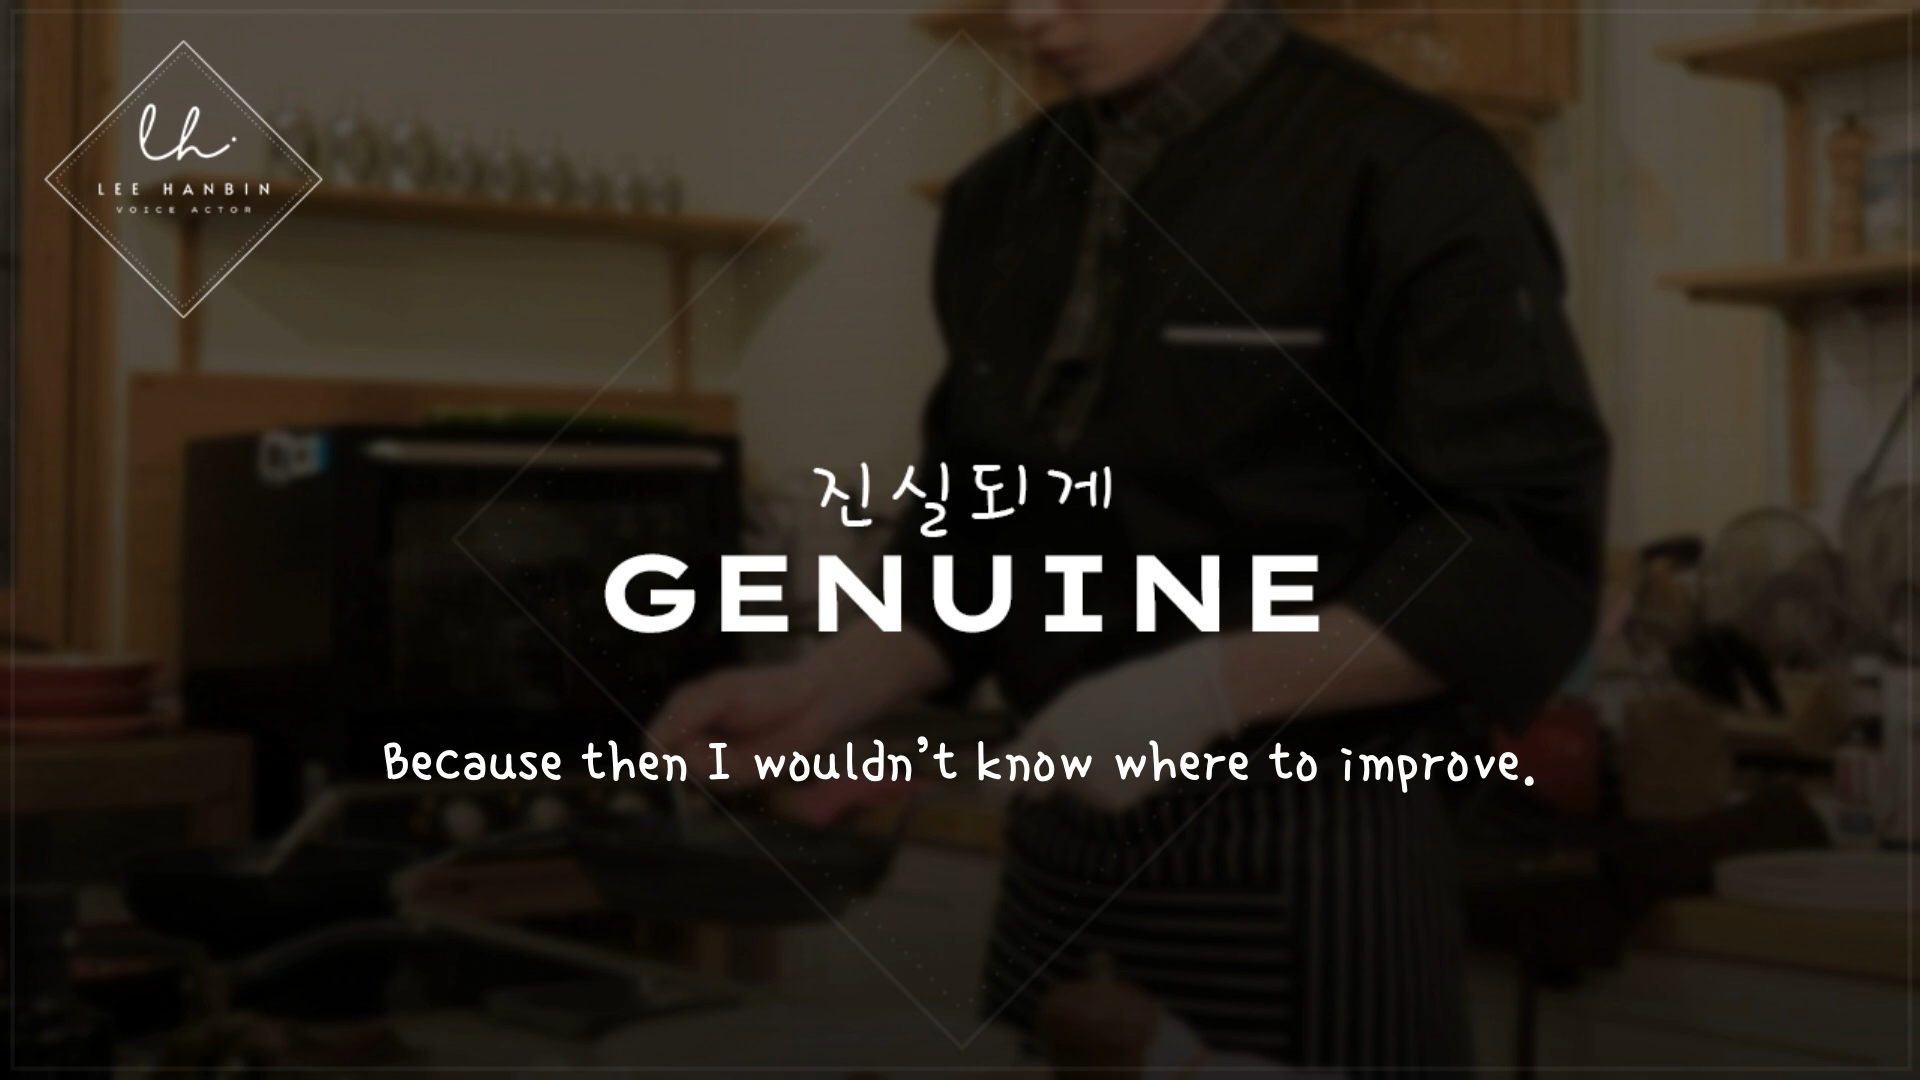 lh.
LEE HANBIN
VOICE ACTOR
진실되게
GENUINE
Because then I wouldn't know where to improve.